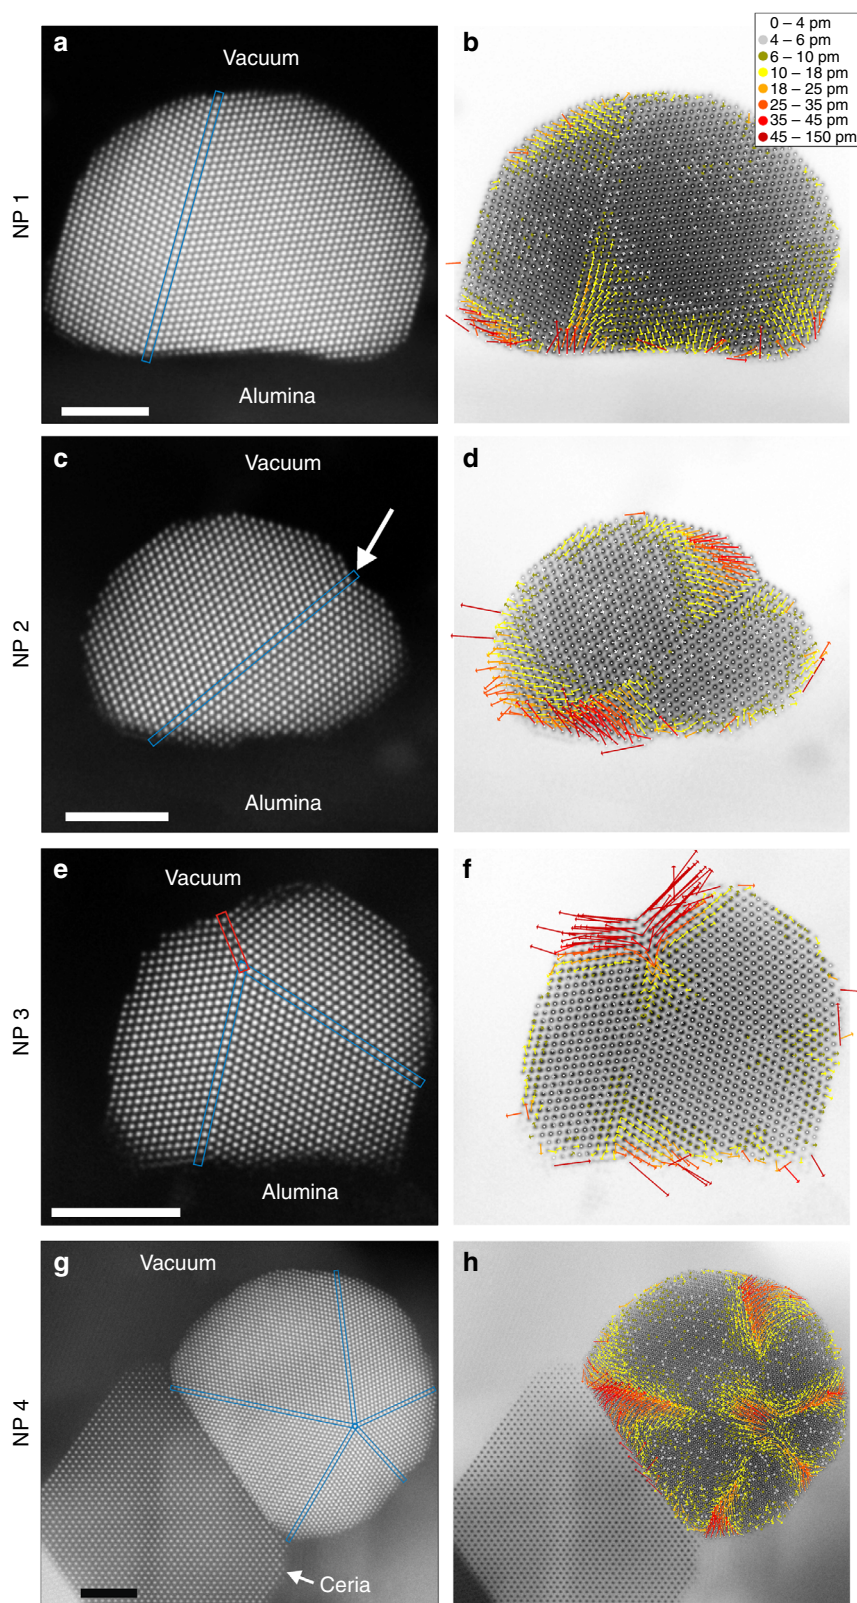 a
Vacuum
Alumina
NP 1
b
0 – 4 pm
4 – 6 pm
6 – 10 pm
10 – 18 pm
18 – 25 pm
25 – 35 pm
35 – 45 pm
45 – 150 pm
c
Vacuum
Alumina
NP 2
d
e
Vacuum
Alumina
NP 3
f
g
Vacuum
Ceria
NP 4
h